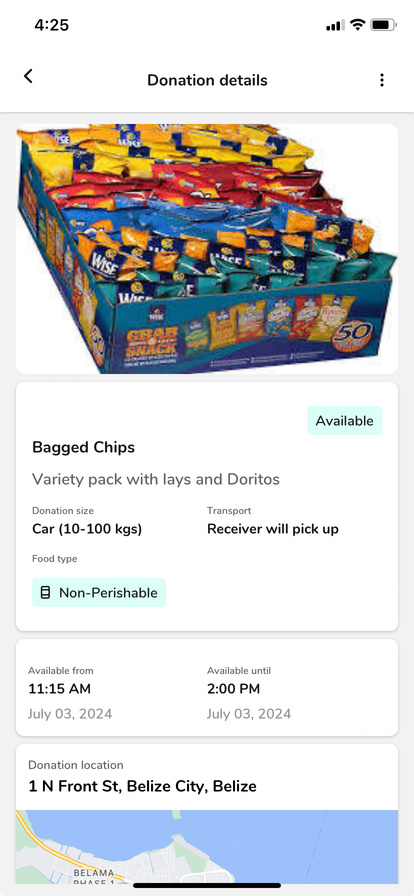 4:25
Donation details
WISE
WISE
WISE
GRAB
SNACK
50
Available
Bagged Chips
Variety pack with lays and Doritos
Donation size
Transport
Car (10-100 kgs)
Receiver will pick up
Food type
Non-Perishable
Available from
Available until
11:15 AM
2:00 PM
July 03, 2024
July 03, 2024
Donation location
1 N Front St, Belize City, Belize
BELAMA
PHASE 1